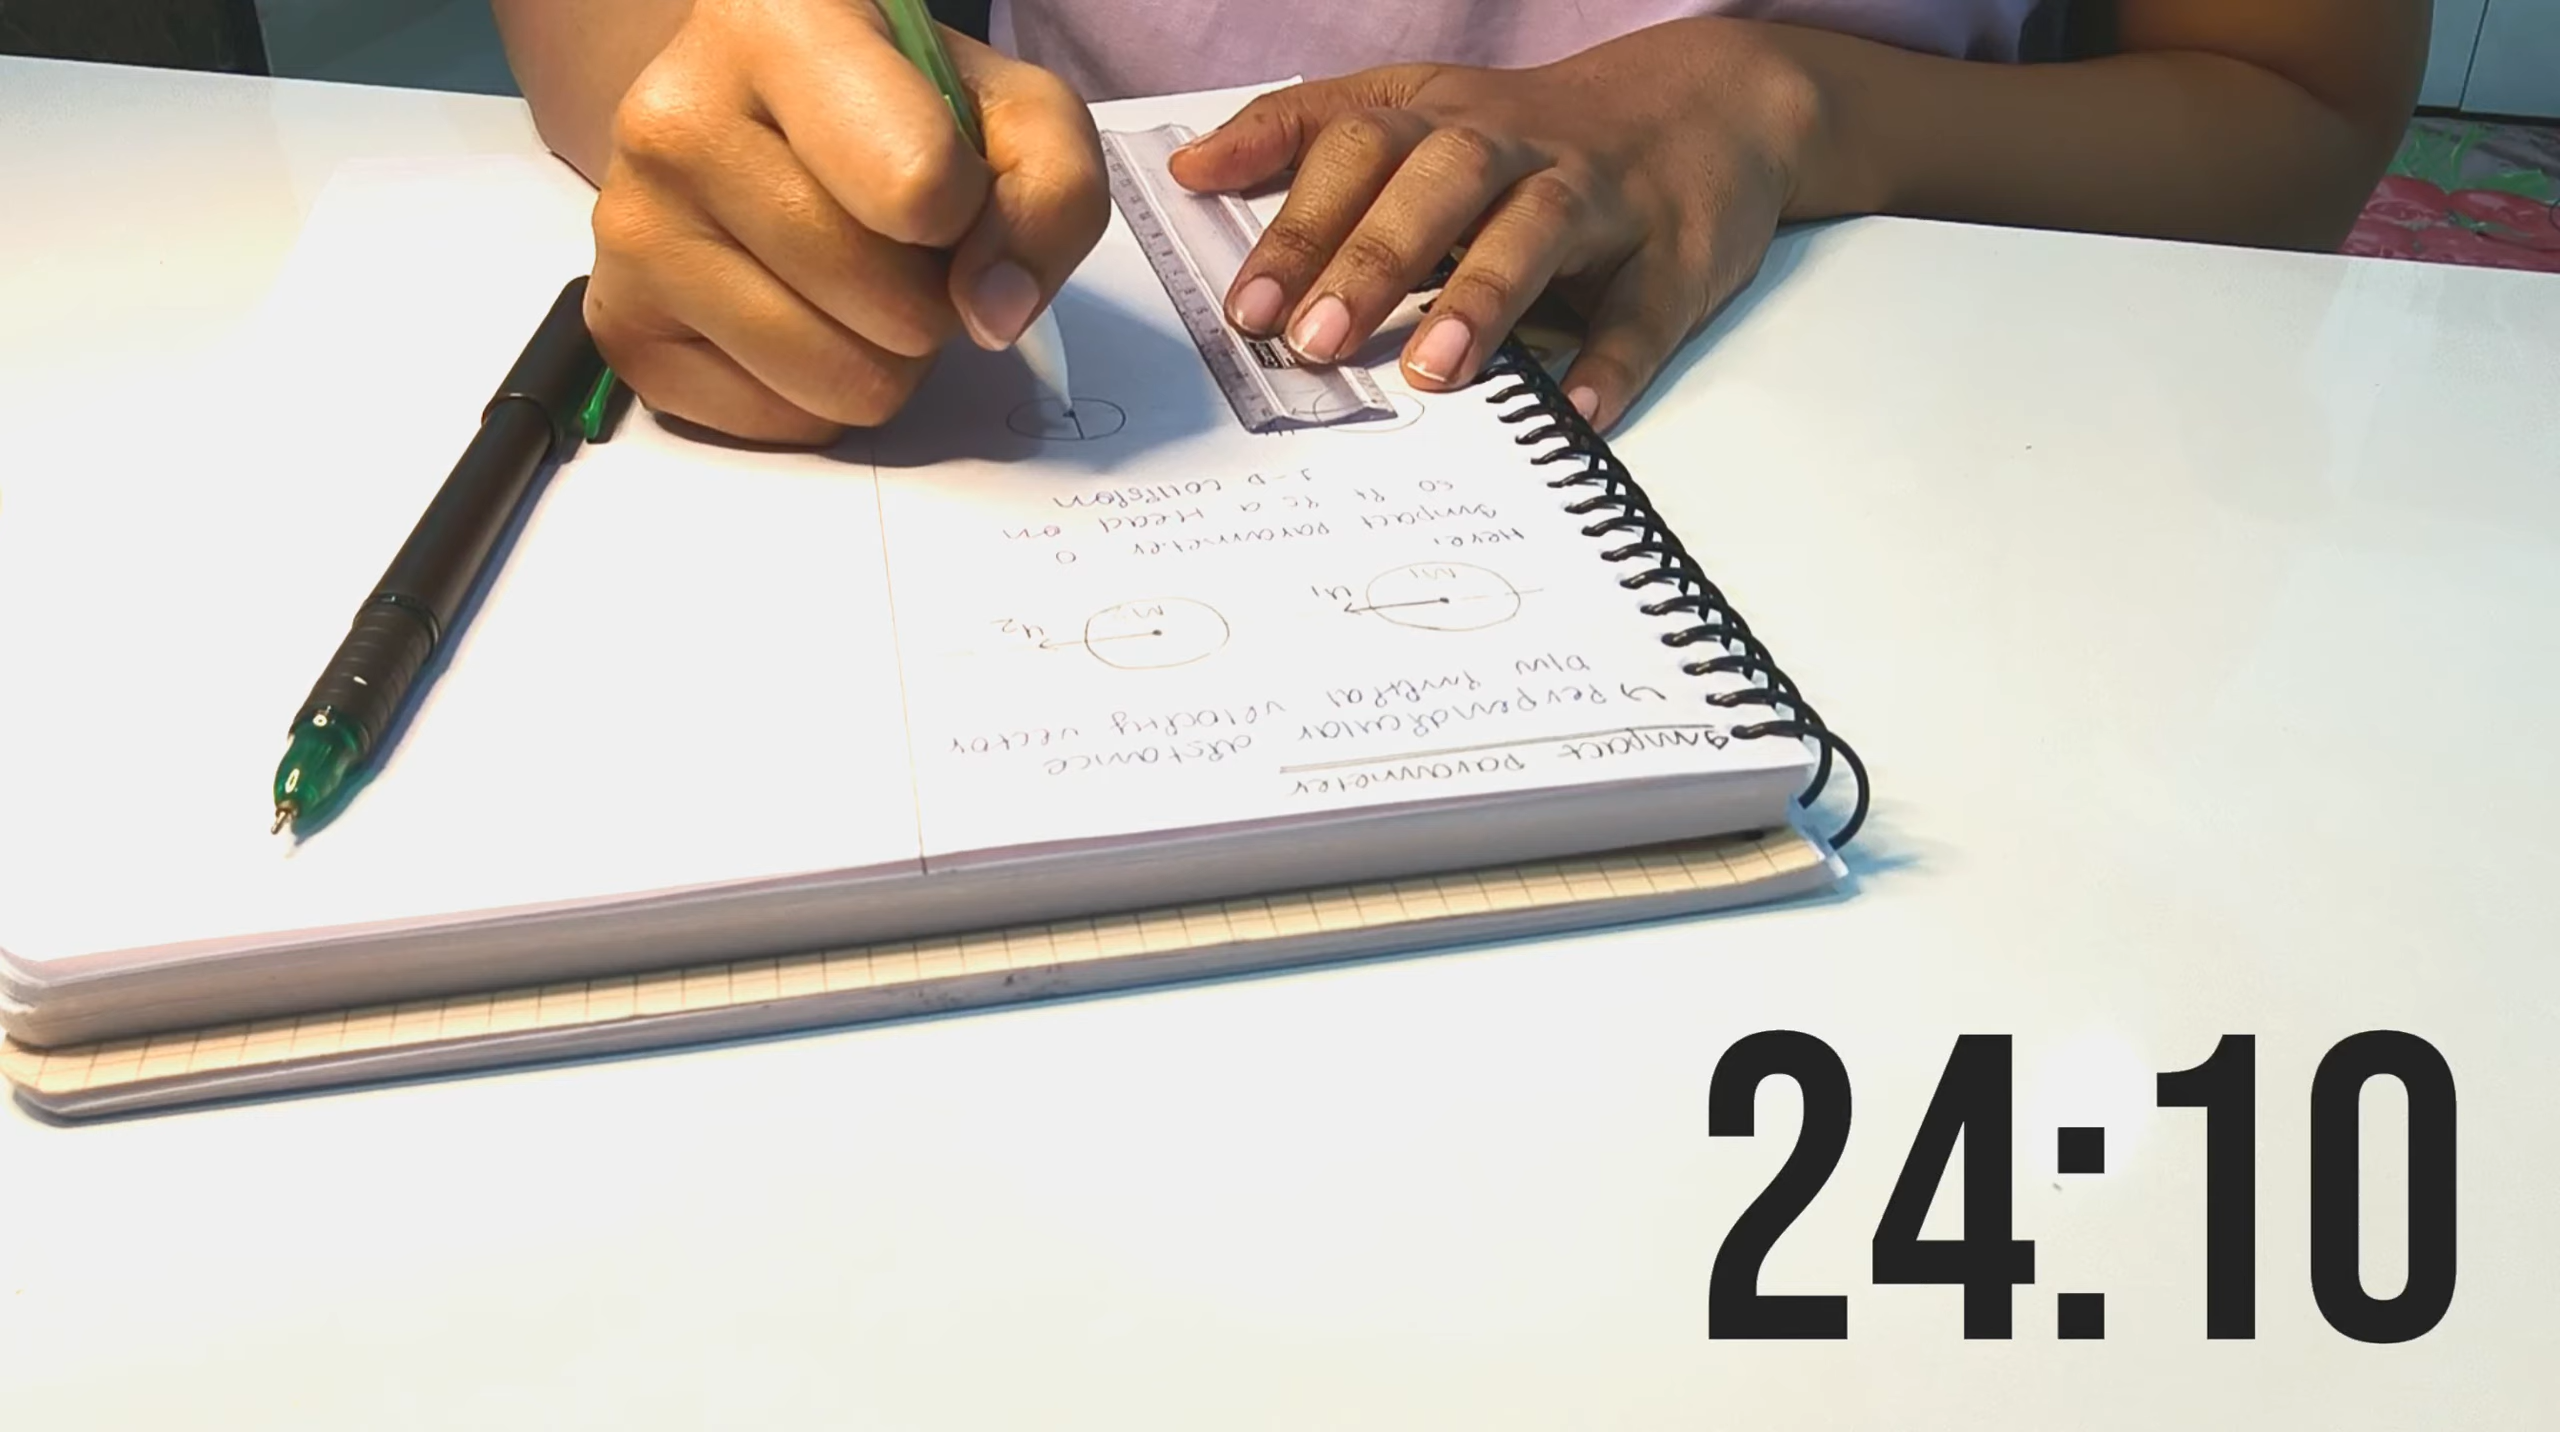 Impact parameter
↳ Perpendicular distance
b/w initial velocity vector
M1 u1 M2 u2
Here,
impact parameter 0
so it is a Head on
1-D collision
24:10